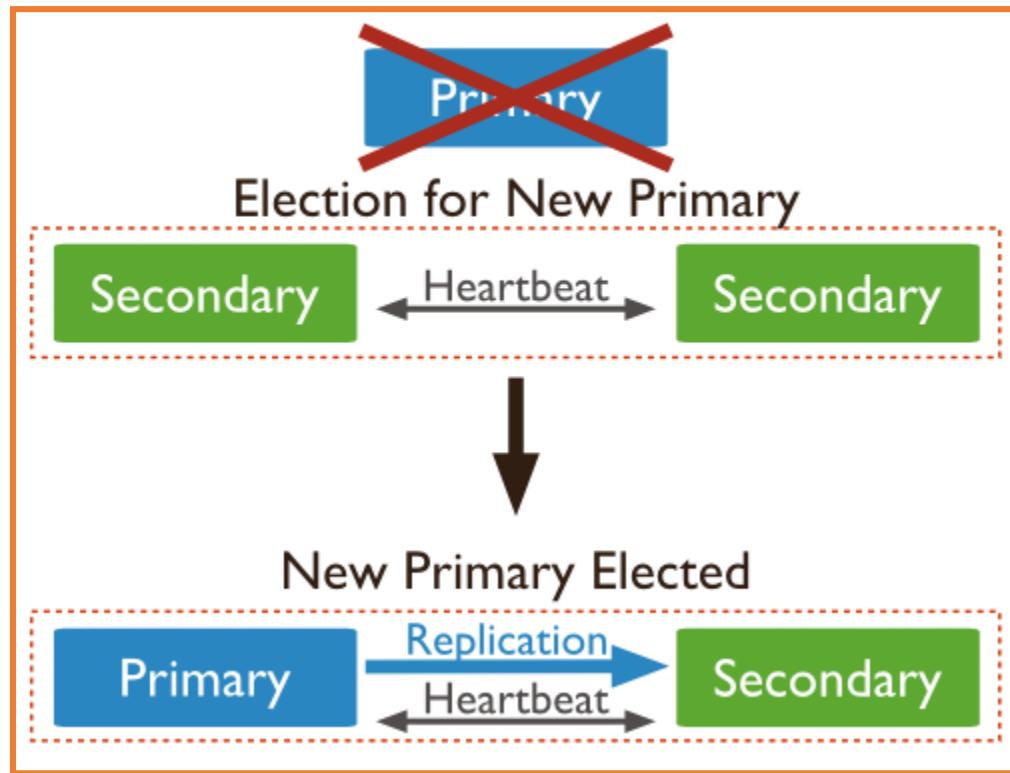 Primary
Election for New Primary
Secondary
Heartbeat
Secondary
New Primary Elected
Primary
Replication
Heartbeat
Secondary